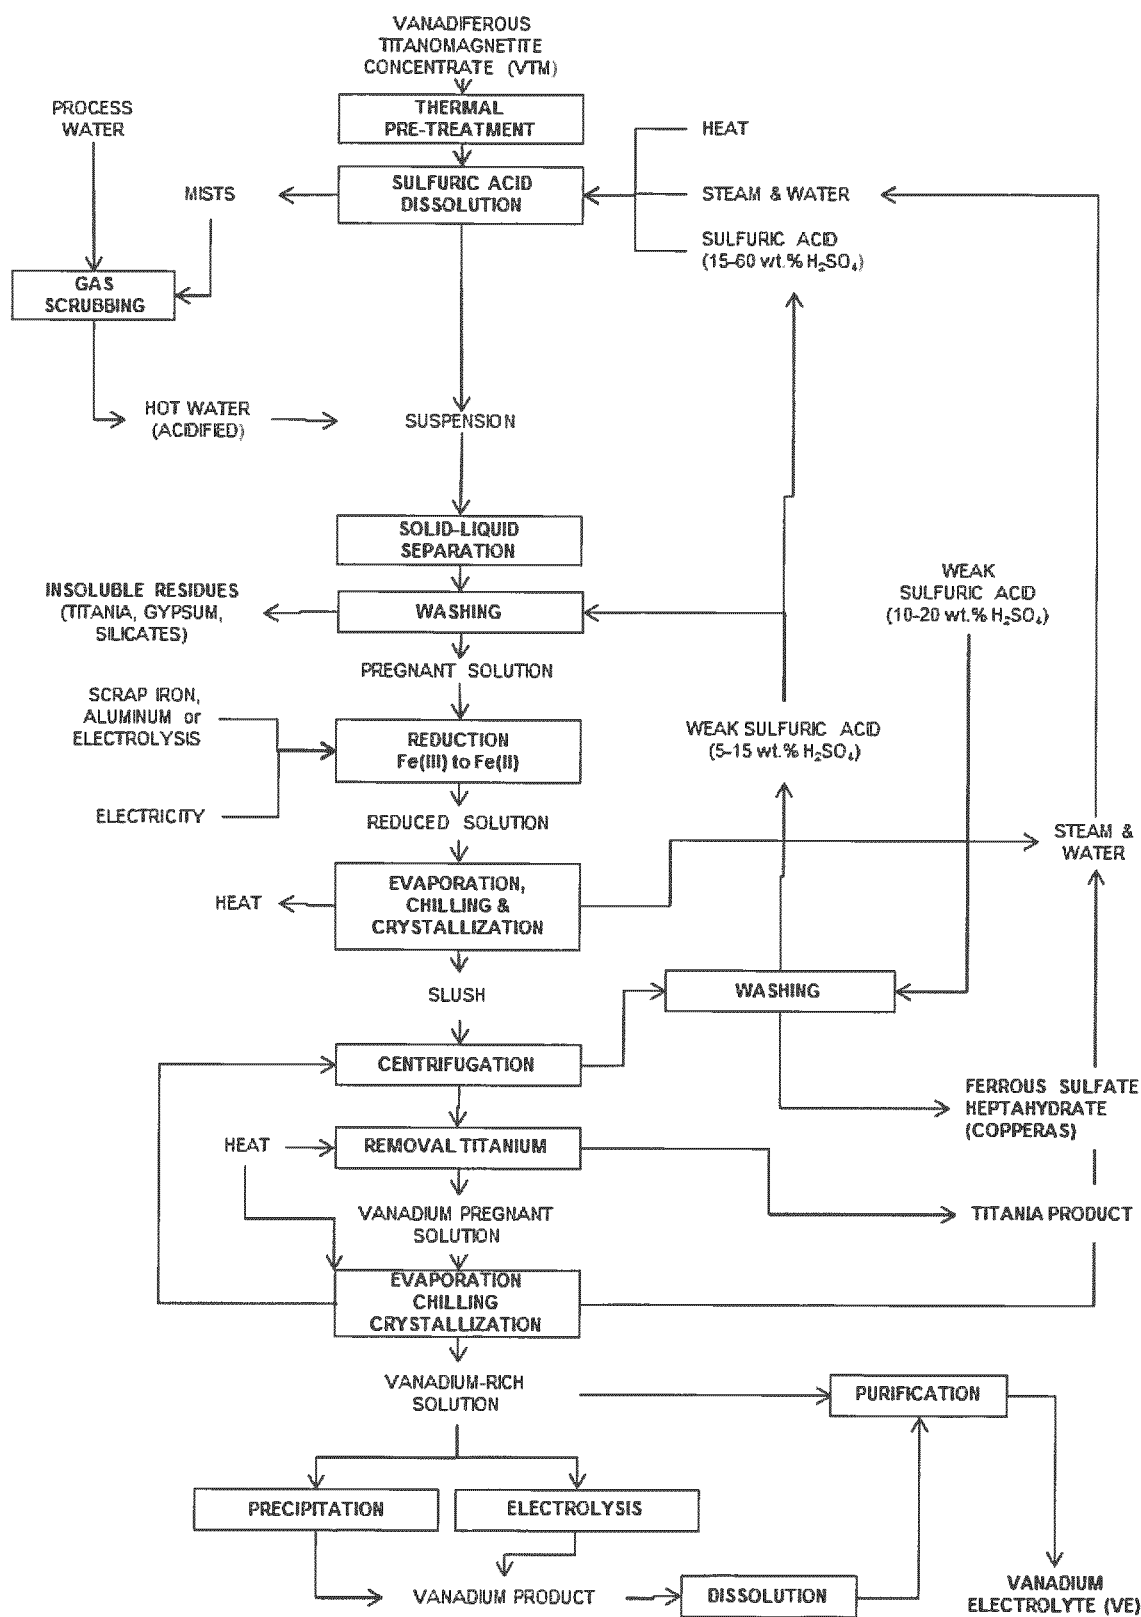 VANADIFEROUS
TITANOMAGNETITE
CONCENTRATE (VTM)
PROCESS
WATER
THERMAL
PRE-TREATMENT
HEAT
MISTS
SULFURIC ACID
DISSOLUTION
STEAM & WATER
SULFURIC ACID
(15-60 wt.% H₂SO₄)
GAS
SCRUBBING
HOT WATER
(ACIDIFIED)
SUSPENSION
SOLID-LIQUID
SEPARATION
WEAK
SULFURIC ACID
(10-20 wt.% H₂SO₄)
INSOLUBLE RESIDUES
(TITANIA, GYPSUM,
SILICATES)
WASHING
PREGNANT SOLUTION
SCRAP IRON,
ALUMINUM or
ELECTROLYSIS
REDUCTION
Fe(III) to Fe(II)
WEAK SULFURIC ACID
(5-15 wt.% H₂SO₄)
ELECTRICITY
REDUCED SOLUTION
STEAM &
WATER
HEAT
EVAPORATION,
CHILLING &
CRYSTALLIZATION
SLUSH
WASHING
CENTRIFUGATION
FERROUS SULFATE
HEPTAHYDRATE
(COPPERAS)
HEAT
REMOVAL TITANIUM
VANADIUM PREGNANT
SOLUTION
TITANIA PRODUCT
EVAPORATION
CHILLING
CRYSTALLIZATION
VANADIUM-RICH
SOLUTION
PURIFICATION
PRECIPITATION
ELECTROLYSIS
VANADIUM PRODUCT
DISSOLUTION
VANADIUM
ELECTROLYTE (VE)